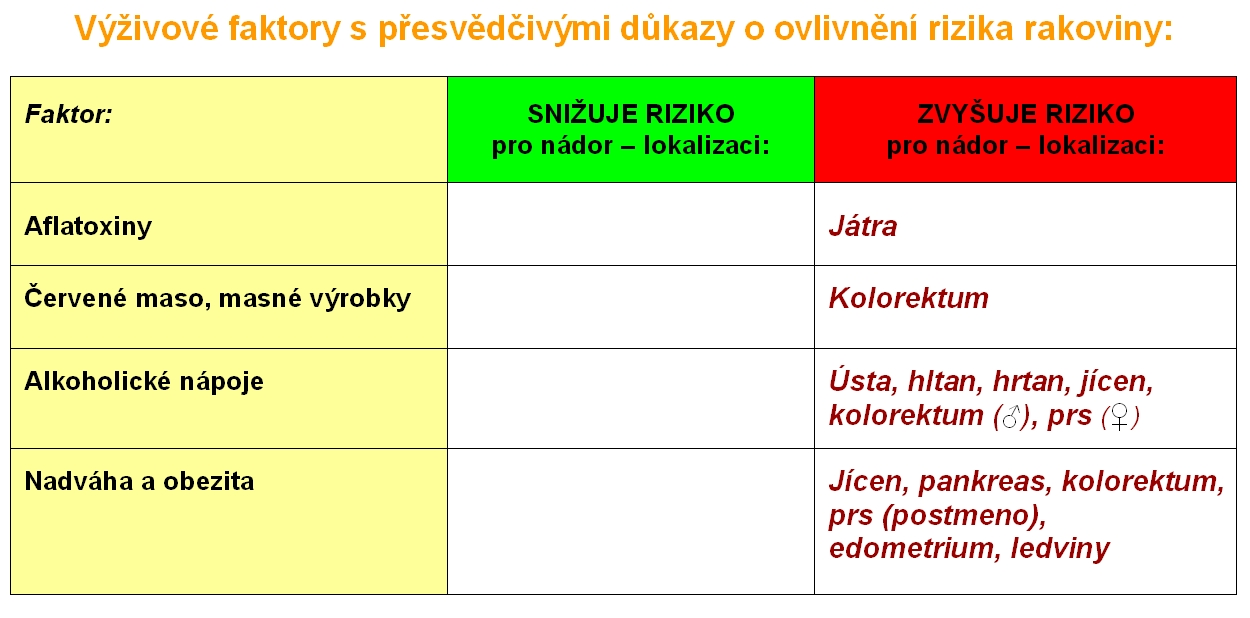 Výživové faktory s přesvědčivými důkazy o ovlivnění rizika rakoviny:
Faktor:
SNIŽUJE RIZIKO
pro nádor – lokalizaci:
ZVYŠUJE RIZIKO
pro nádor – lokalizaci:
Aflatoxiny
Játra
Červené maso, masné výrobky
Kolorektum
Alkoholické nápoje
Ústa, hltan, hrtan, jícen,
kolorektum (♂), prs (♀)
Nadváha a obezita
Jícen, pankreas, kolorektum,
prs (postmeno),
edometrium, ledviny